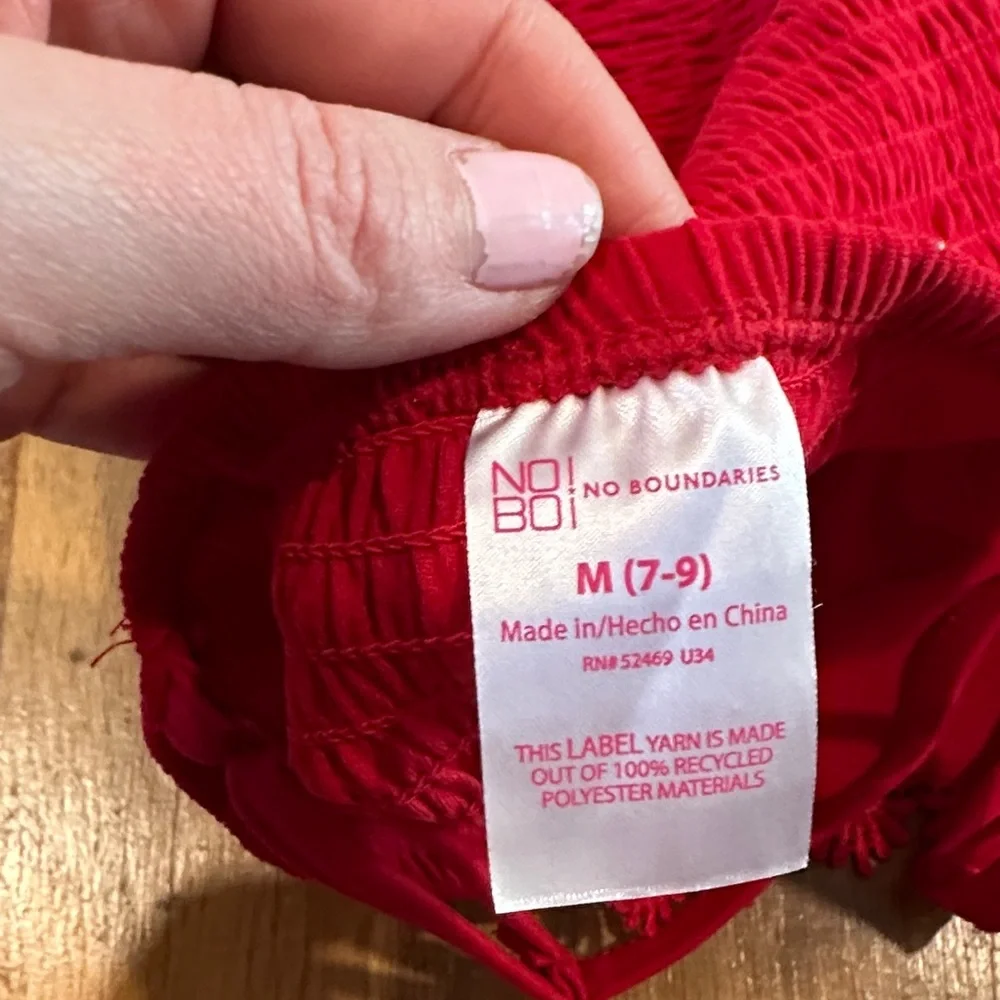 NO!
BO!
NO BOUNDARIES
M (7-9)
Made in/Hecho en China
RN# 52469 U34
THIS LABEL YARN IS MADE
OUT OF 100% RECYCLED
POLYESTER MATERIALS